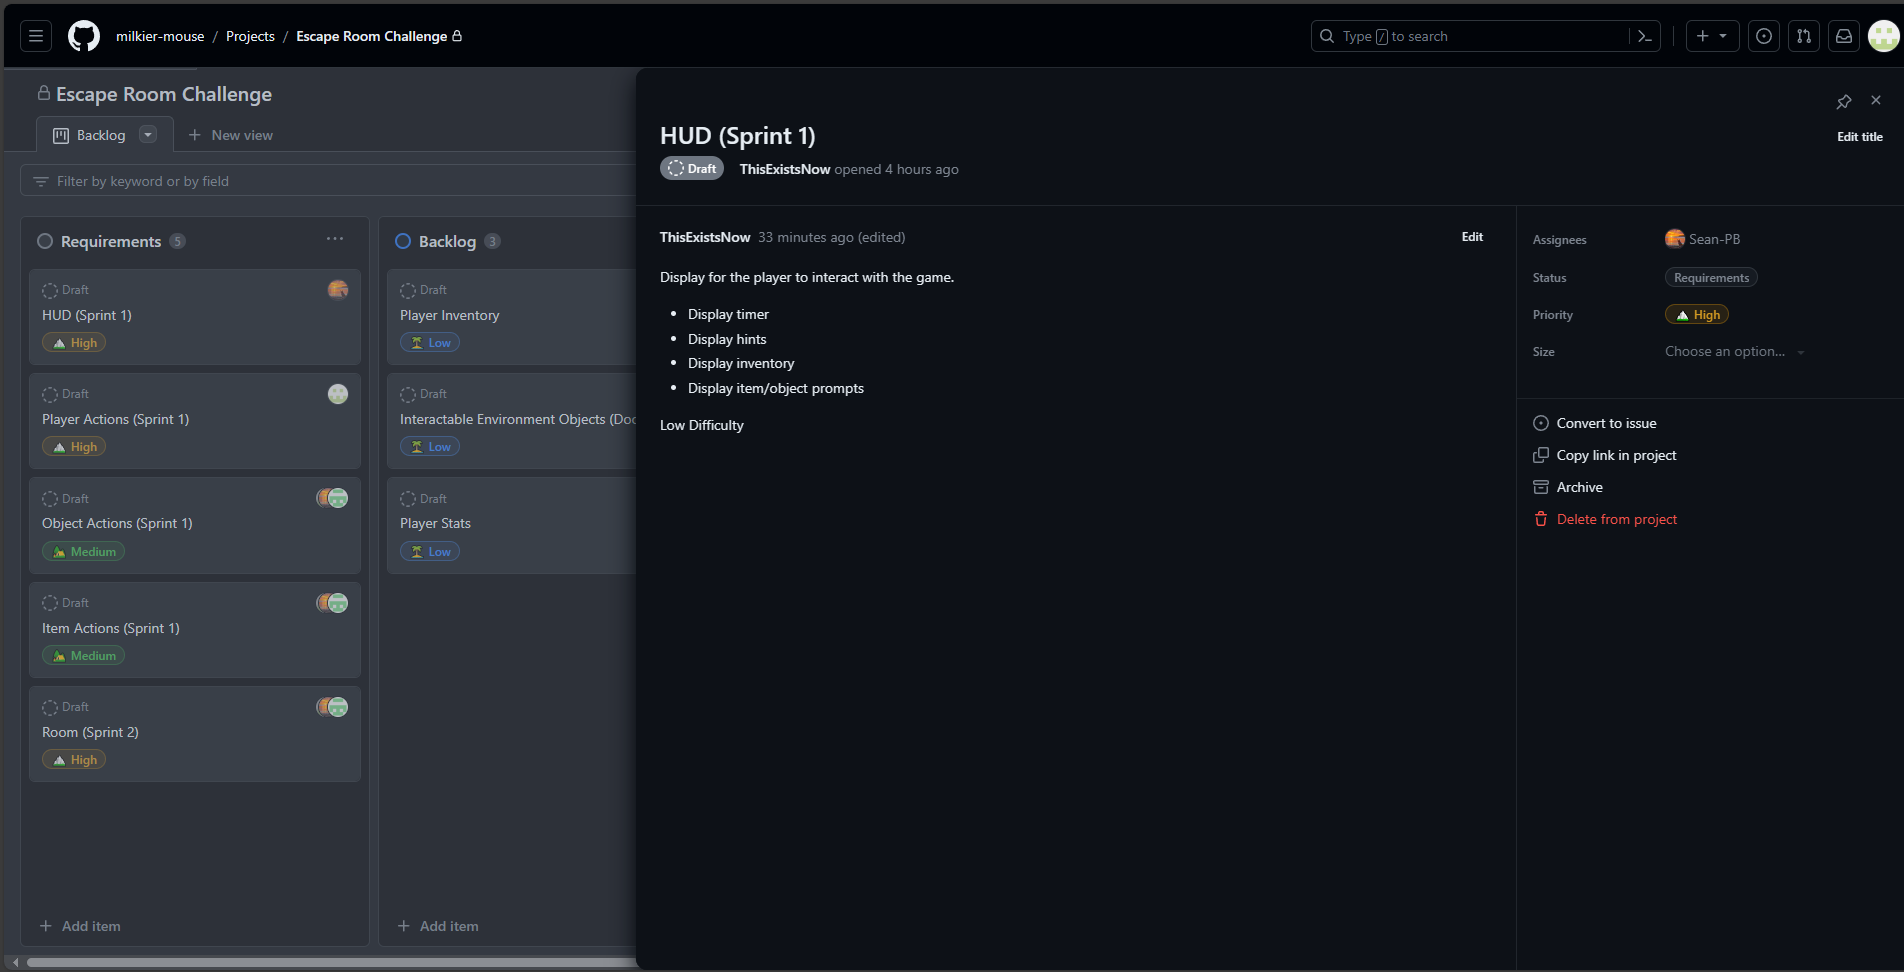 milkier-mouse / Projects / Escape Room Challenge
Type / to search
Escape Room Challenge
Backlog
New view
Filter by keyword or by field
Requirements 5
Draft
HUD (Sprint 1)
High
Draft
Player Actions (Sprint 1)
High
Draft
Object Actions (Sprint 1)
Medium
Draft
Item Actions (Sprint 1)
Medium
Draft
Room (Sprint 2)
High
Add item
Backlog 3
Draft
Player Inventory
Low
Draft
Interactable Environment Objects (Doo
Low
Draft
Player Stats
Low
Add item
HUD (Sprint 1)
Edit title
Draft
ThisExistsNow opened 4 hours ago
ThisExistsNow 33 minutes ago (edited)
Edit
Display for the player to interact with the game.
• Display timer
• Display hints
• Display inventory
• Display item/object prompts
Low Difficulty
Assignees Sean-PB
Status Requirements
Priority High
Size Choose an option...
Convert to issue
Copy link in project
Archive
Delete from project